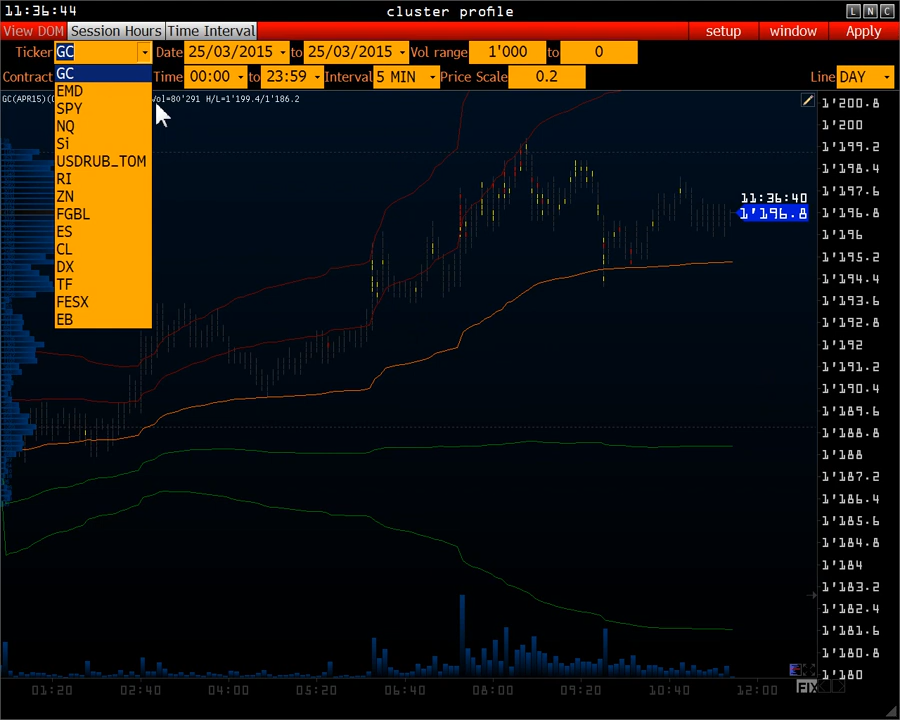 11:36:44 cluster profile L N C
View DOM Session Hours Time Interval setup window Apply
Ticker GC Date 25/03/2015 to 25/03/2015 Vol range 1'000 to 0
Contract Time 00:00 to 23:59 Interval 5 MIN Price Scale 0.2 Line DAY
GC
EMD
SPY
NQ
Si
USDRUB_TOM
RI
ZN
FGBL
ES
CL
DX
TF
FESX
EB
GC(APR15)( Vol=80'291 H/L=1'199.4/1'186.2
11:36:40
1'196.8
1'200.8
1'200
1'199.2
1'198.4
1'197.6
1'196.8
1'196
1'195.2
1'194.4
1'193.6
1'192.8
1'192
1'191.2
1'190.4
1'189.6
1'188.8
1'188
1'187.2
1'186.4
1'185.6
1'184.8
1'184
1'183.2
1'182.4
1'181.6
1'180.8
1'180
FIX
01:20 02:40 04:00 05:20 06:40 08:00 09:20 10:40 12:00